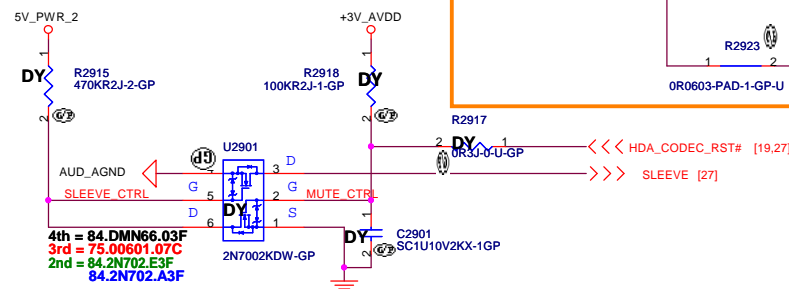 5V_PWR_2
+3V_AVDD
R2923
1
2
0R0603-PAD-1-GP-U
1
DY
R2915
470KR2J-2-GP
2
1
R2918
100KR2J-1-GP
DY
2
R2917
2
DY
1
0R3J-0-U-GP
HDA_CODEC_RST# [19,27]
U2901
AUD_AGND
3
D
SLEEVE [27]
SLEEVE_CTRL
G
5
2
G
MUTE_CTRL
D
6
DY
1
S
2N7002KDW-GP
1
DY
C2901
SC1U10V2KX-1GP
2
4th = 84.DMN66.03F
3rd = 75.00601.07C
2nd = 84.2N702.E3F
84.2N702.A3F